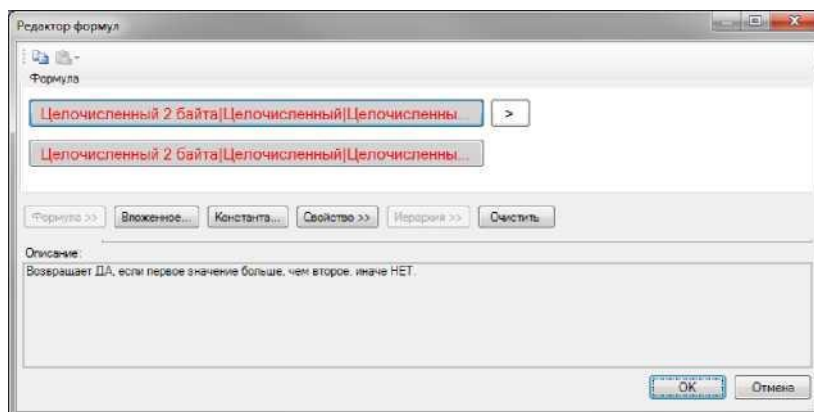 Редактор формул
Формула
Целочисленный 2 байта|Целочисленный|Целочисленны... >
Целочисленный 2 байта|Целочисленный|Целочисленны...
Формула >> Вложенное... Константа... Свойство >> Иерархия >> Очистить
Описание:
Возвращает ДА, если первое значение больше, чем второе, иначе НЕТ.
OK Отмена